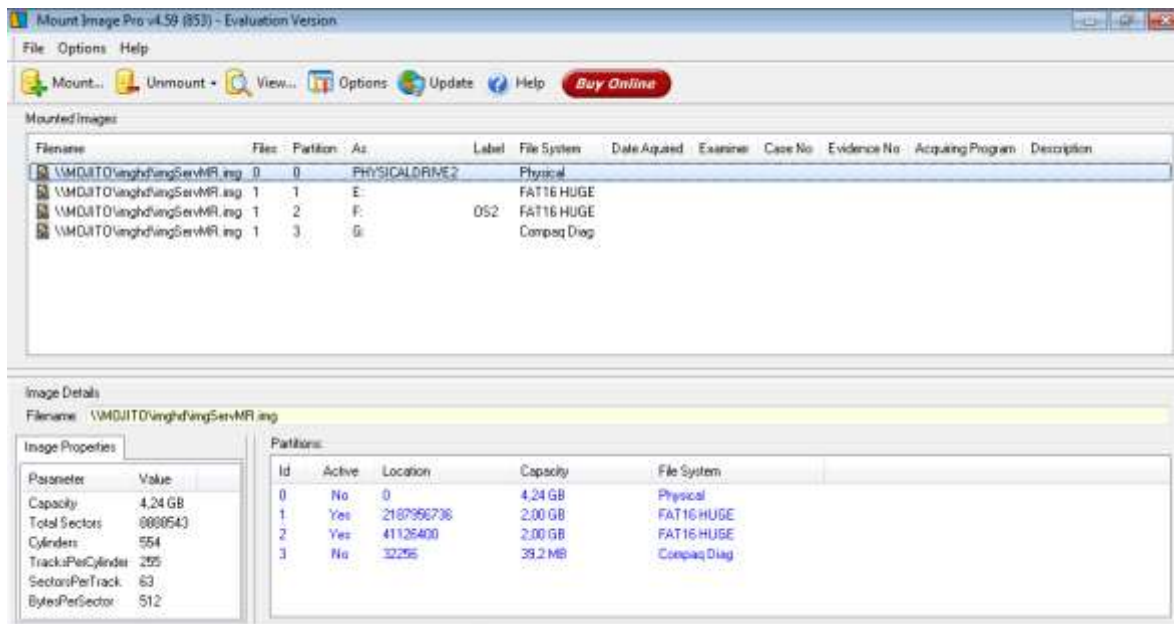 Mount Image Pro v4.59 (853) - Evaluation Version
File Options Help
Mount... Unmount View... Options Update Help Buy Online
Mounted Images
Filename Files Partition As Label File System Date Aquired Examiner Case No Evidence No Acquiring Program Description
\\MOJITO\imghd\imgServMR.img 0 0 PHYSICALDRIVE2 Physical
\\MOJITO\imghd\imgServMR.img 1 1 E: FAT16 HUGE
\\MOJITO\imghd\imgServMR.img 1 2 F: OS2 FAT16 HUGE
\\MOJITO\imghd\imgServMR.img 1 3 G: Compaq Diag
Image Details
Filename \\MOJITO\imghd\imgServMR.img
Image Properties
Parameter Value
Capacity 4,24 GB
Total Sectors
Cylinders 554
TracksPerCylinder 255
SectorsPerTrack 63
BytesPerSector 512
Partitions:
Id Active Location Capacity File System
0 No 0 4,24 GB Physical
1 Yes 2187956736 2,00 GB FAT16 HUGE
2 Yes 41126400 2,00 GB FAT16 HUGE
3 No 32256 39,2 MB Compaq Diag